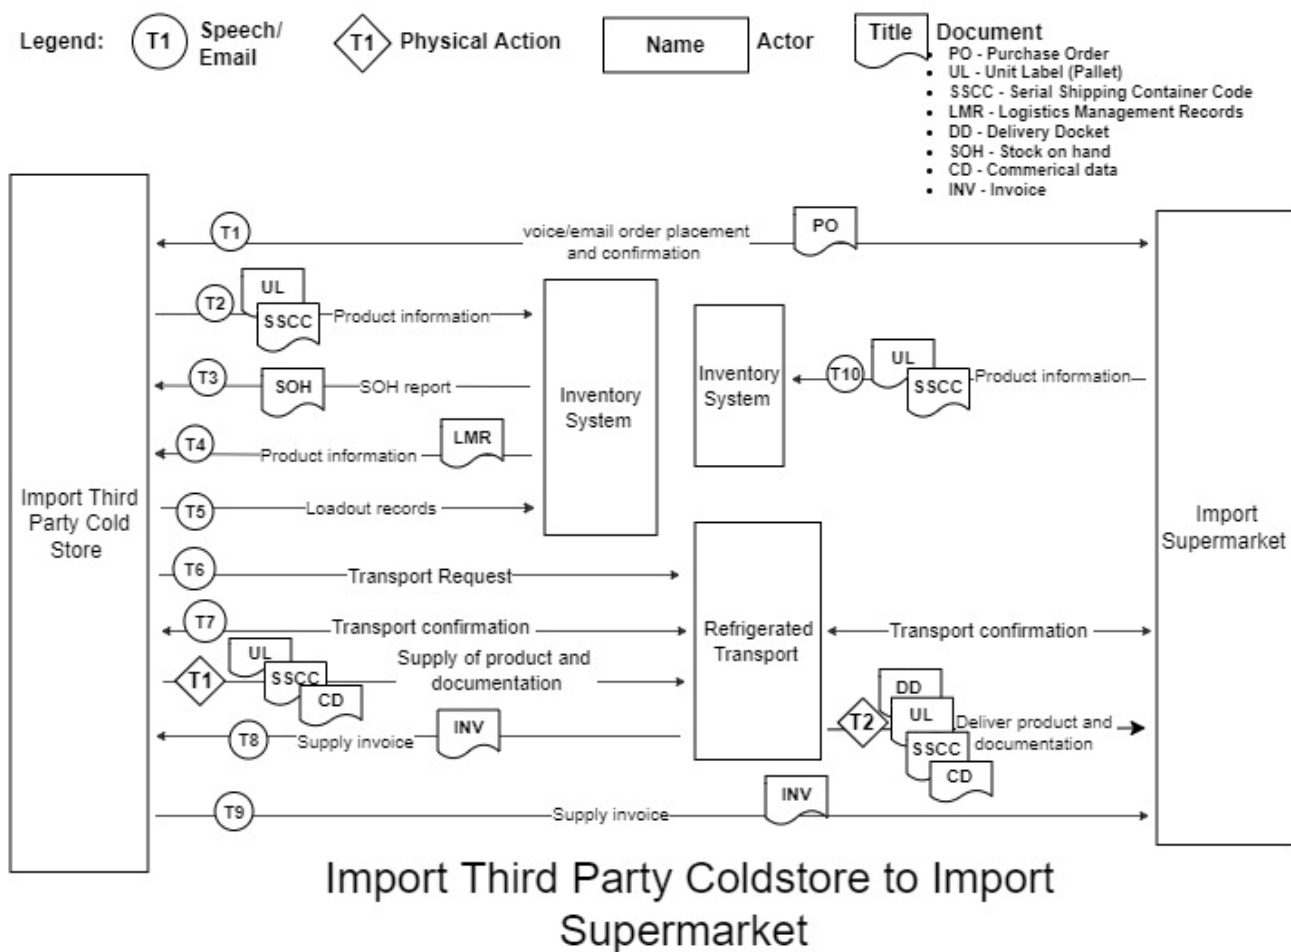 Legend:
T1
Speech/
Email
T1
Physical Action
Name
Actor
Title
Document
• PO - Purchase Order
• UL - Unit Label (Pallet)
• SSCC - Serial Shipping Container Code
• LMR - Logistics Management Records
• DD - Delivery Docket
• SOH - Stock on hand
• CD - Commerical data
• INV - Invoice
Import Third
Party Cold
Store
T1
voice/email order placement
and confirmation
PO
T2
UL
SSCC
Product information
T3
SOH
SOH report
T4
Product information
LMR
T5
Loadout records
Inventory
System
Inventory
System
T10
UL
SSCC
Product information
Import
Supermarket
T6
Transport Request
T7
Transport confirmation
Refrigerated
Transport
Transport confirmation
T1
UL
SSCC
CD
Supply of product and
documentation
T2
DD
UL
SSCC
CD
Deliver product and
documentation
T8
Supply invoice
INV
T9
Supply invoice
INV
Import Third Party Coldstore to Import
Supermarket